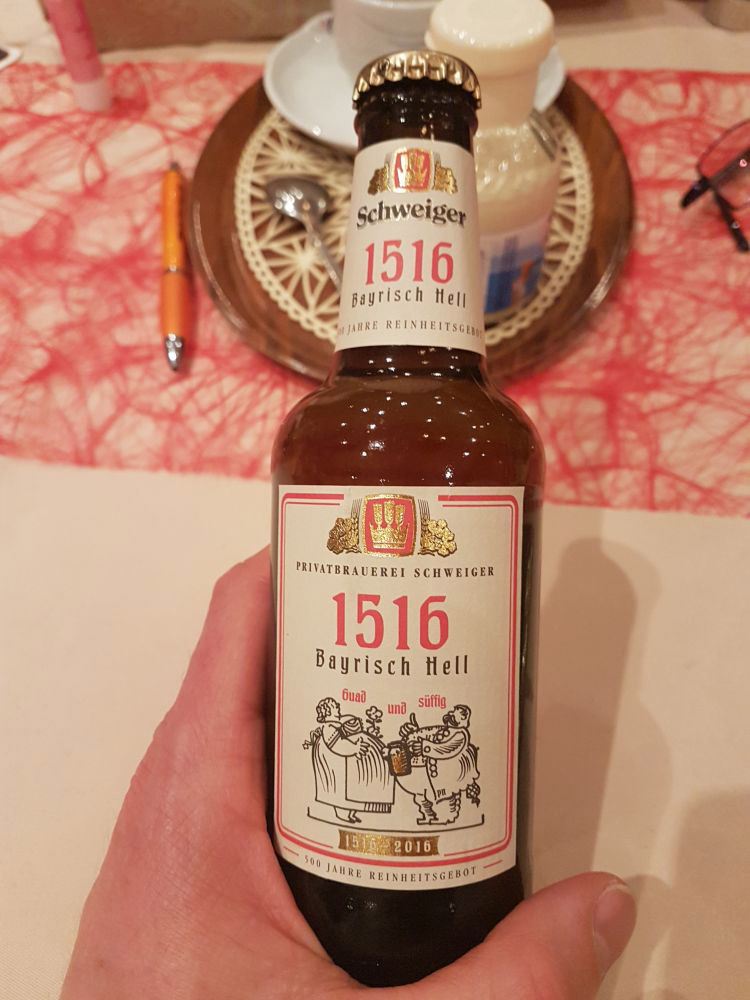 Schweiger
1516
Bayrisch Hell
JAHRE REINHEITSGEBOT
PRIVATBRAUEREI SCHWEIGER
1516
Bayrisch Hell
Guad und süffig
PN
1516 2016
500 JAHRE REINHEITSGEBOT